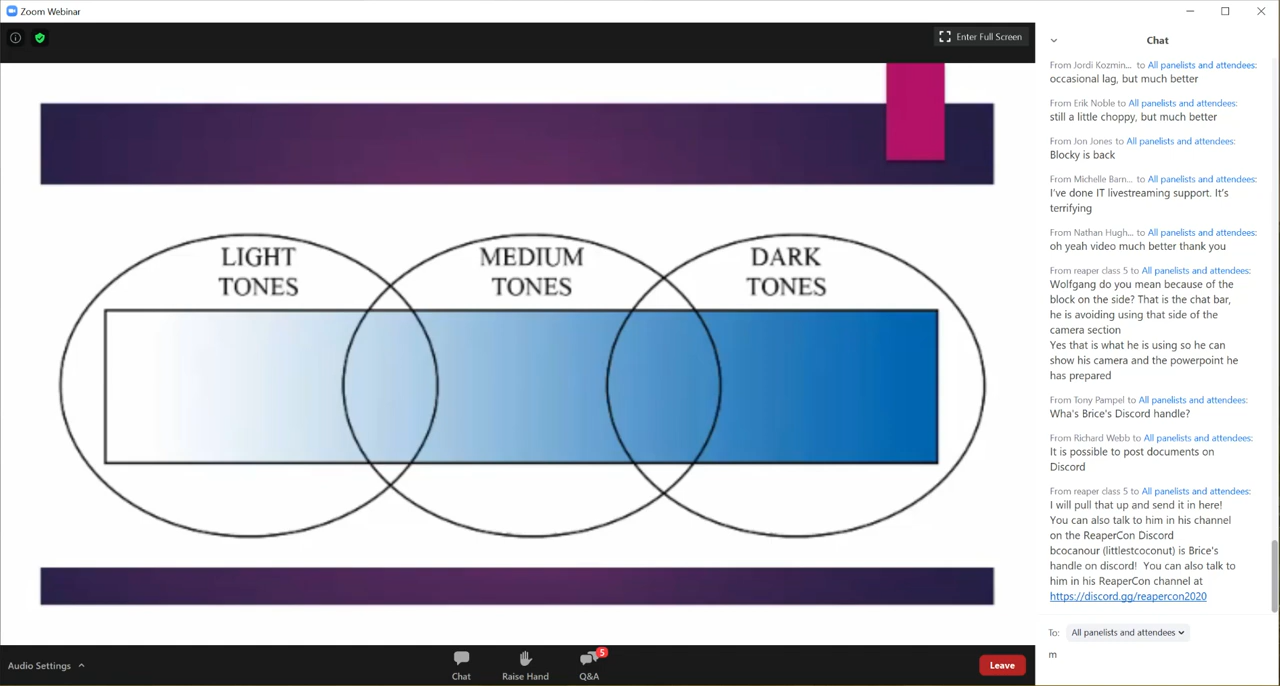 Zoom Webinar
Enter Full Screen
LIGHT
TONES
MEDIUM
TONES
DARK
TONES
Chat
From Jordi Kozmin... to All panelists and attendees:
occasional lag, but much better
From Erik Noble to All panelists and attendees:
still a little choppy, but much better
From Jon Jones to All panelists and attendees:
Blocky is back
From Michelle Barn... to All panelists and attendees:
I've done IT livestreaming support. It's
terrifying
From Nathan Hugh... to All panelists and attendees:
oh yeah video much better thank you
From reaper class 5 to All panelists and attendees:
Wolfgang do you mean because of the
block on the side? That is the chat bar,
he is avoiding using that side of the
camera section
Yes that is what he is using so he can
show his camera and the powerpoint he
has prepared
From Tony Pampel to All panelists and attendees:
Wha's Brice's Discord handle?
From Richard Webb to All panelists and attendees:
It is possible to post documents on
Discord
From reaper class 5 to All panelists and attendees:
I will pull that up and send it in here!
You can also talk to him in his channel
on the ReaperCon Discord
bcocanour (littlestcoconut) is Brice's
handle on discord!  You can also talk to
him in his ReaperCon channel at
https://discord.gg/reapercon2020
To: All panelists and attendees
m
Audio Settings
Chat
Raise Hand
5
Q&A
Leave